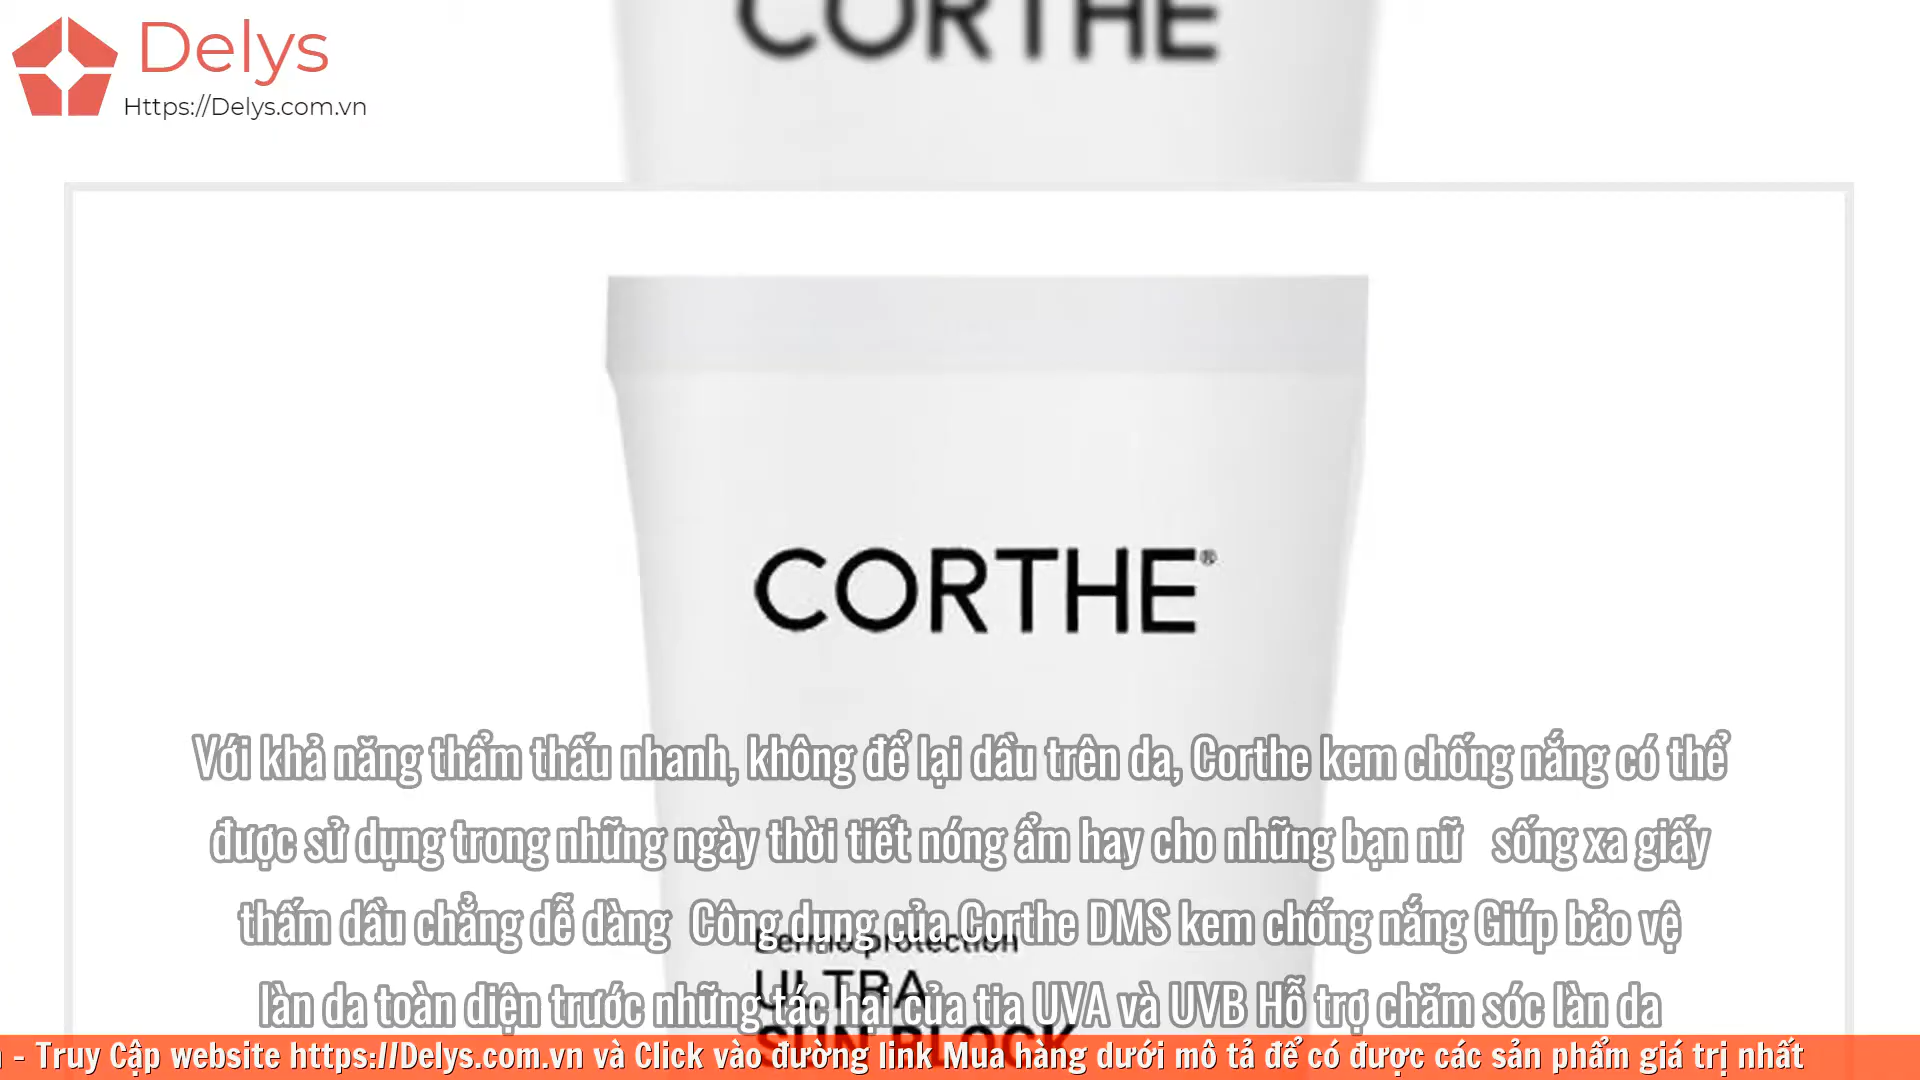 CORTHE
Delys
Https://Delys.com.vn
CORTHE®
Với khả năng thẩm thấu nhanh, không để lại dầu trên da, Corthe kem chống nắng có thể
được sử dụng trong những ngày thời tiết nóng ẩm hay cho những bạn nữ sống xa giấy
thấm dầu chẳng dễ dàng Công dụng của Corthe DMS kem chống nắng Giúp bảo vệ
Dermo protection
ULTRA
làn da toàn diện trước những tác hại của tia UVA và UVB Hỗ trợ chăm sóc làn da
SUN BLOCK
- Truy Cập website https://Delys.com.vn và Click vào đường link Mua hàng dưới mô tả để có được các sản phẩm giá trị nhất